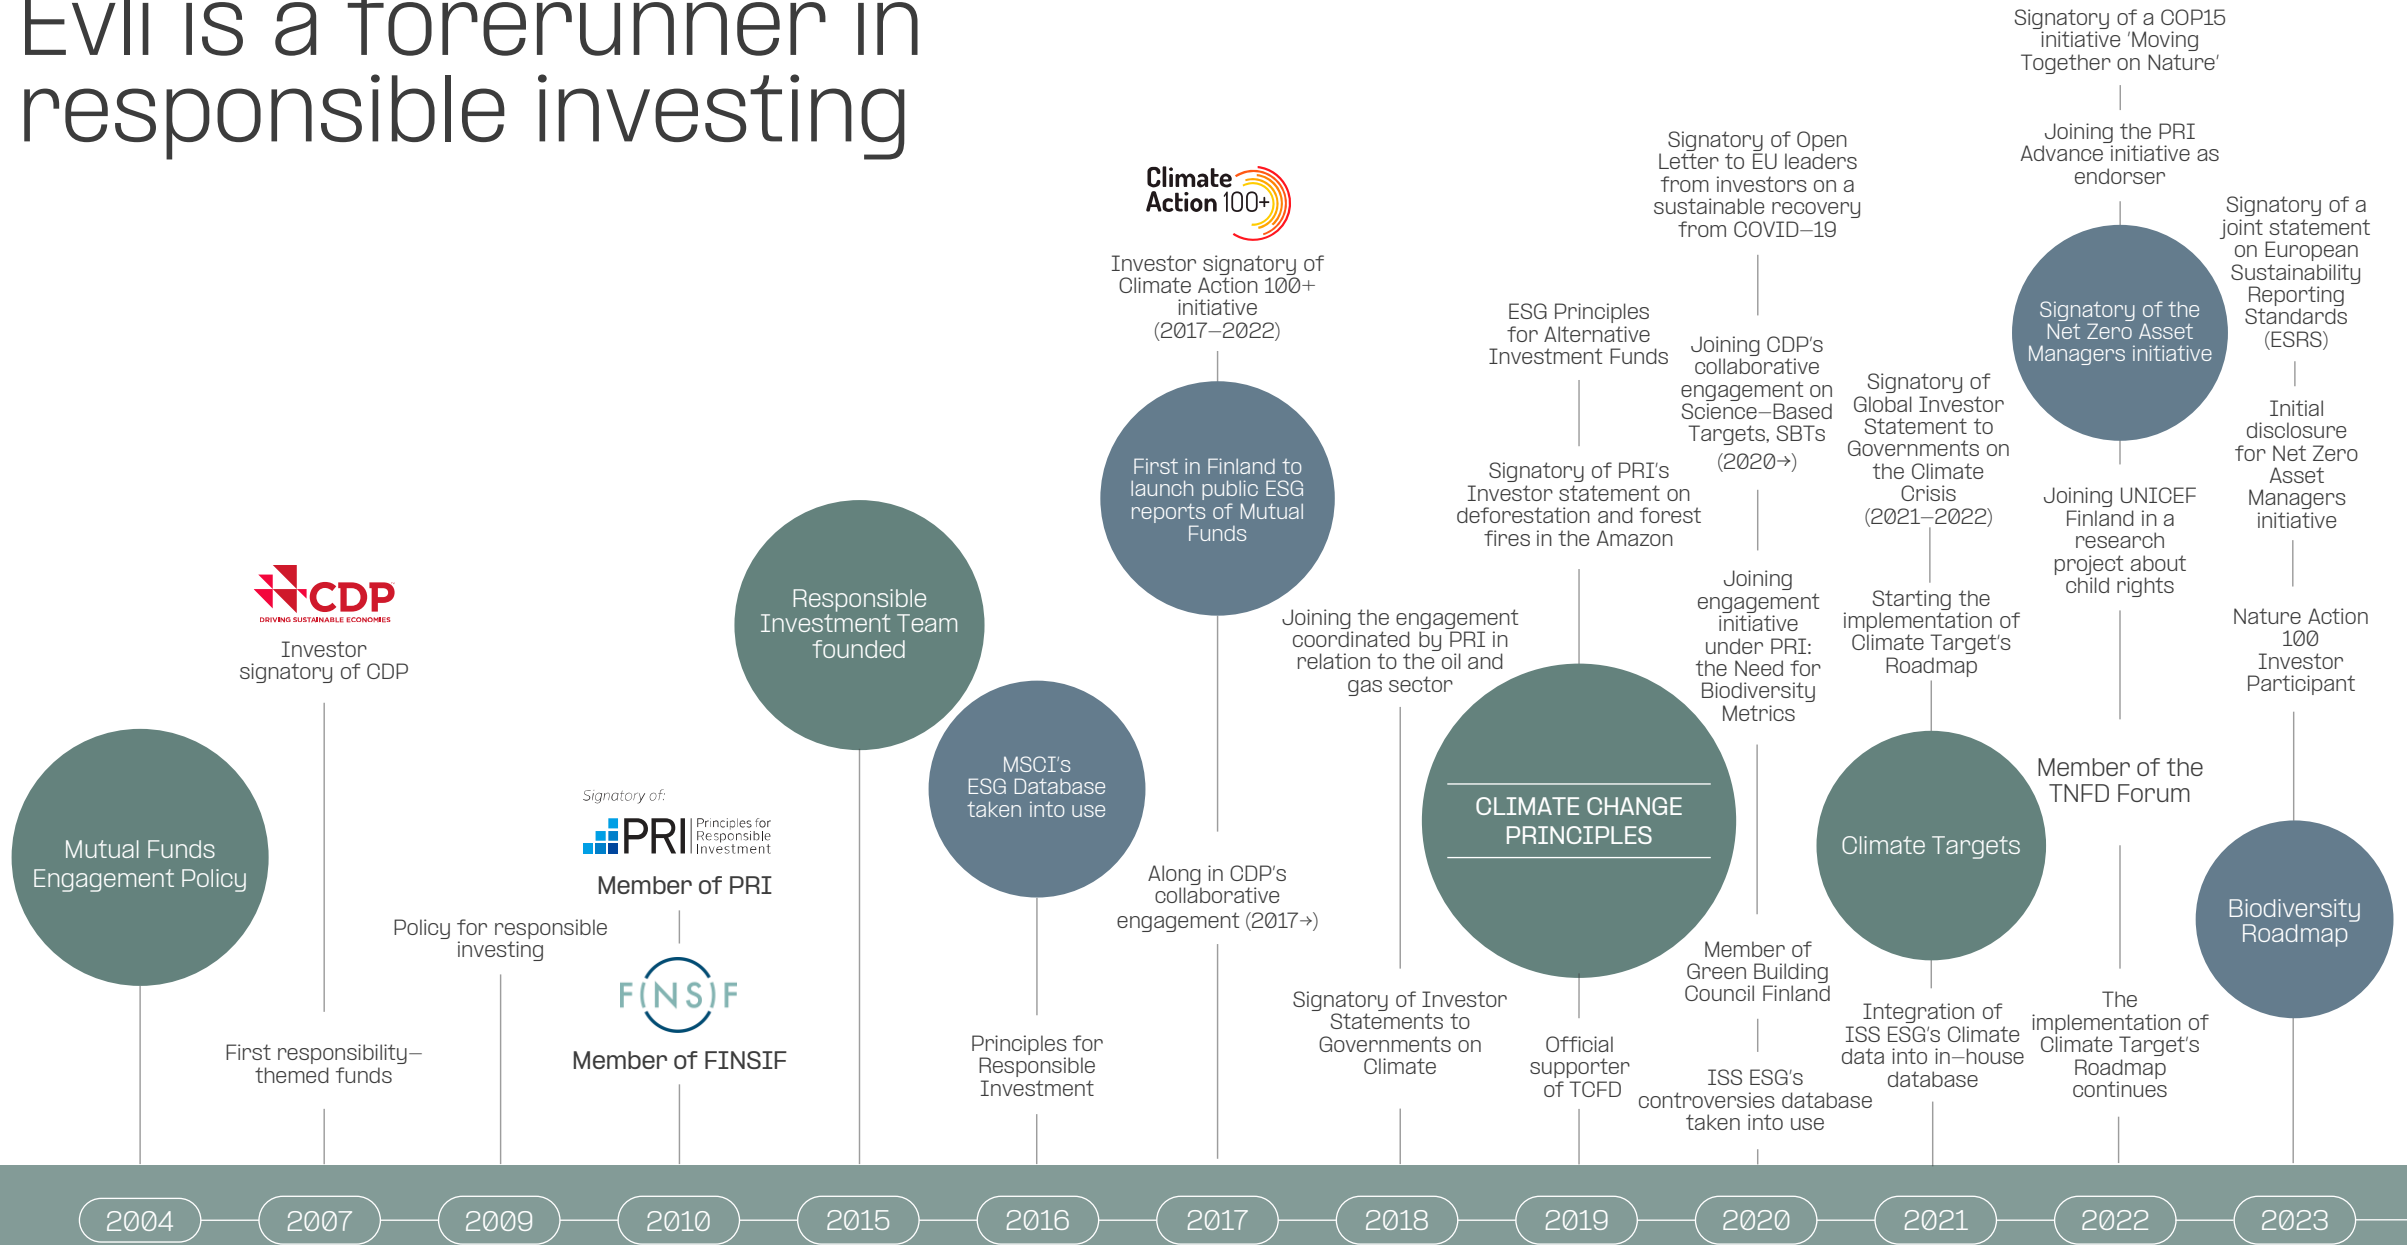 Evli is a forerunner in
responsible investing
Mutual Funds
Engagement Policy
CDP
DRIVING SUSTAINABLE ECONOMIES
Investor
signatory of CDP
First responsibility–
themed funds
Policy for responsible
investing
Signatory of:
PRI
Principles for
Responsible
Investment
Member of PRI
FINSIF
Member of FINSIF
Responsible
Investment Team
founded
MSCI's
ESG Database
taken into use
Principles for
Responsible
Investment
Climate
Action 100+
Investor signatory of
Climate Action 100+
initiative
(2017–2022)
First in Finland to
launch public ESG
reports of Mutual
Funds
Along in CDP's
collaborative
engagement (2017→)
Joining the engagement
coordinated by PRI in
relation to the oil and
gas sector
Signatory of Investor
Statements to
Governments on
Climate
ESG Principles
for Alternative
Investment Funds
Signatory of PRI's
Investor statement on
deforestation and forest
fires in the Amazon
CLIMATE CHANGE
PRINCIPLES
Official
supporter
of TCFD
Signatory of Open
Letter to EU leaders
from investors on a
sustainable recovery
from COVID–19
Joining CDP's
collaborative
engagement on
Science–Based
Targets, SBTs
(2020→)
Joining
engagement
initiative
under PRI:
the Need for
Biodiversity
Metrics
Member of
Green Building
Council Finland
ISS ESG's
controversies database
taken into use
Signatory of
Global Investor
Statement to
Governments on
the Climate
Crisis
(2021–2022)
Starting the
implementation of
Climate Target's
Roadmap
Climate Targets
Integration of
ISS ESG's Climate
data into in–house
database
Signatory of a COP15
initiative 'Moving
Together on Nature'
Joining the PRI
Advance initiative as
endorser
Signatory of the
Net Zero Asset
Managers initiative
Joining UNICEF
Finland in a
research
project about
child rights
Member of the
TNFD Forum
The
implementation of
Climate Target's
Roadmap
continues
Signatory of a
joint statement
on European
Sustainability
Reporting
Standards
(ESRS)
Initial
disclosure
for Net Zero
Asset
Managers
initiative
Nature Action
100
Investor
Participant
Biodiversity
Roadmap
2004
2007
2009
2010
2015
2016
2017
2018
2019
2020
2021
2022
2023